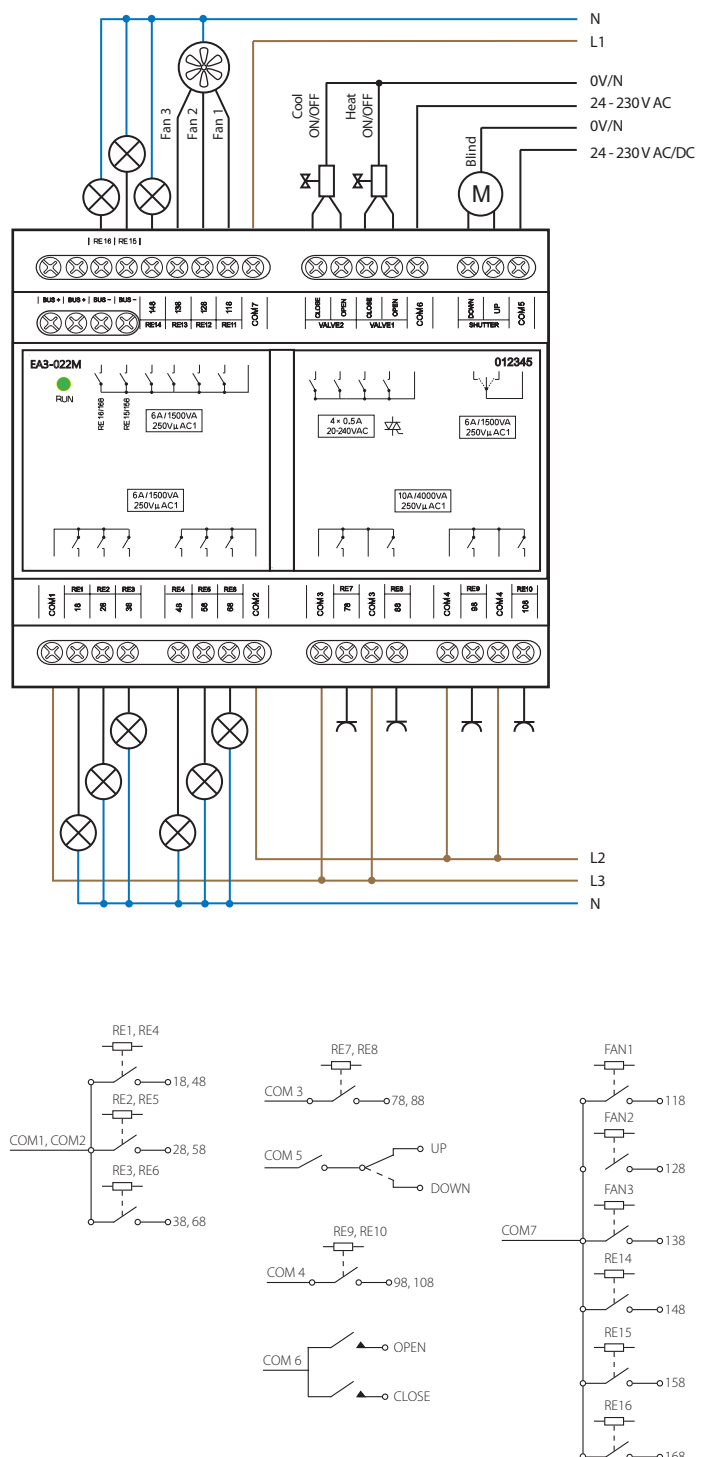 N
L1
0V/N
24 - 230 V AC
0V/N
24 - 230 V AC/DC
Fan 3
Fan 2
Fan 1
Cool
ON/OFF
Heat
ON/OFF
Blind
M
| RE 16 | RE 15 |
| BUS + | BUS + | BUS – | BUS –
148
138
128
118
COM7
RE14
RE13
RE12
RE11
CLOSE
OPEN
CLOSE
OPEN
COM6
VALVE2
VALVE1
DOWN
UP
COM5
SHUTTER
EA3-022M
012345
RUN
RE 16/168
RE 15/158
6A/1500VA
250VµAC1
4 × 0.5A
20-240VAC
6A/1500VA
250VµAC1
6A/1500VA
250VµAC1
10A/4000VA
250VµAC1
COM1
RE1
RE2
RE3
18
28
38
RE4
RE5
RE6
48
58
68
COM2
COM3
RE7
78
COM3
RE8
88
COM4
RE9
98
COM4
RE10
108
L2
L3
N
RE1, RE4
18, 48
RE2, RE5
COM1, COM2
28, 58
RE3, RE6
38, 68
RE7, RE8
COM 3
78, 88
COM 5
UP
DOWN
RE9, RE10
COM 4
98, 108
COM 6
OPEN
CLOSE
FAN1
118
FAN2
128
FAN3
COM7
138
RE14
148
RE15
158
RE16
168